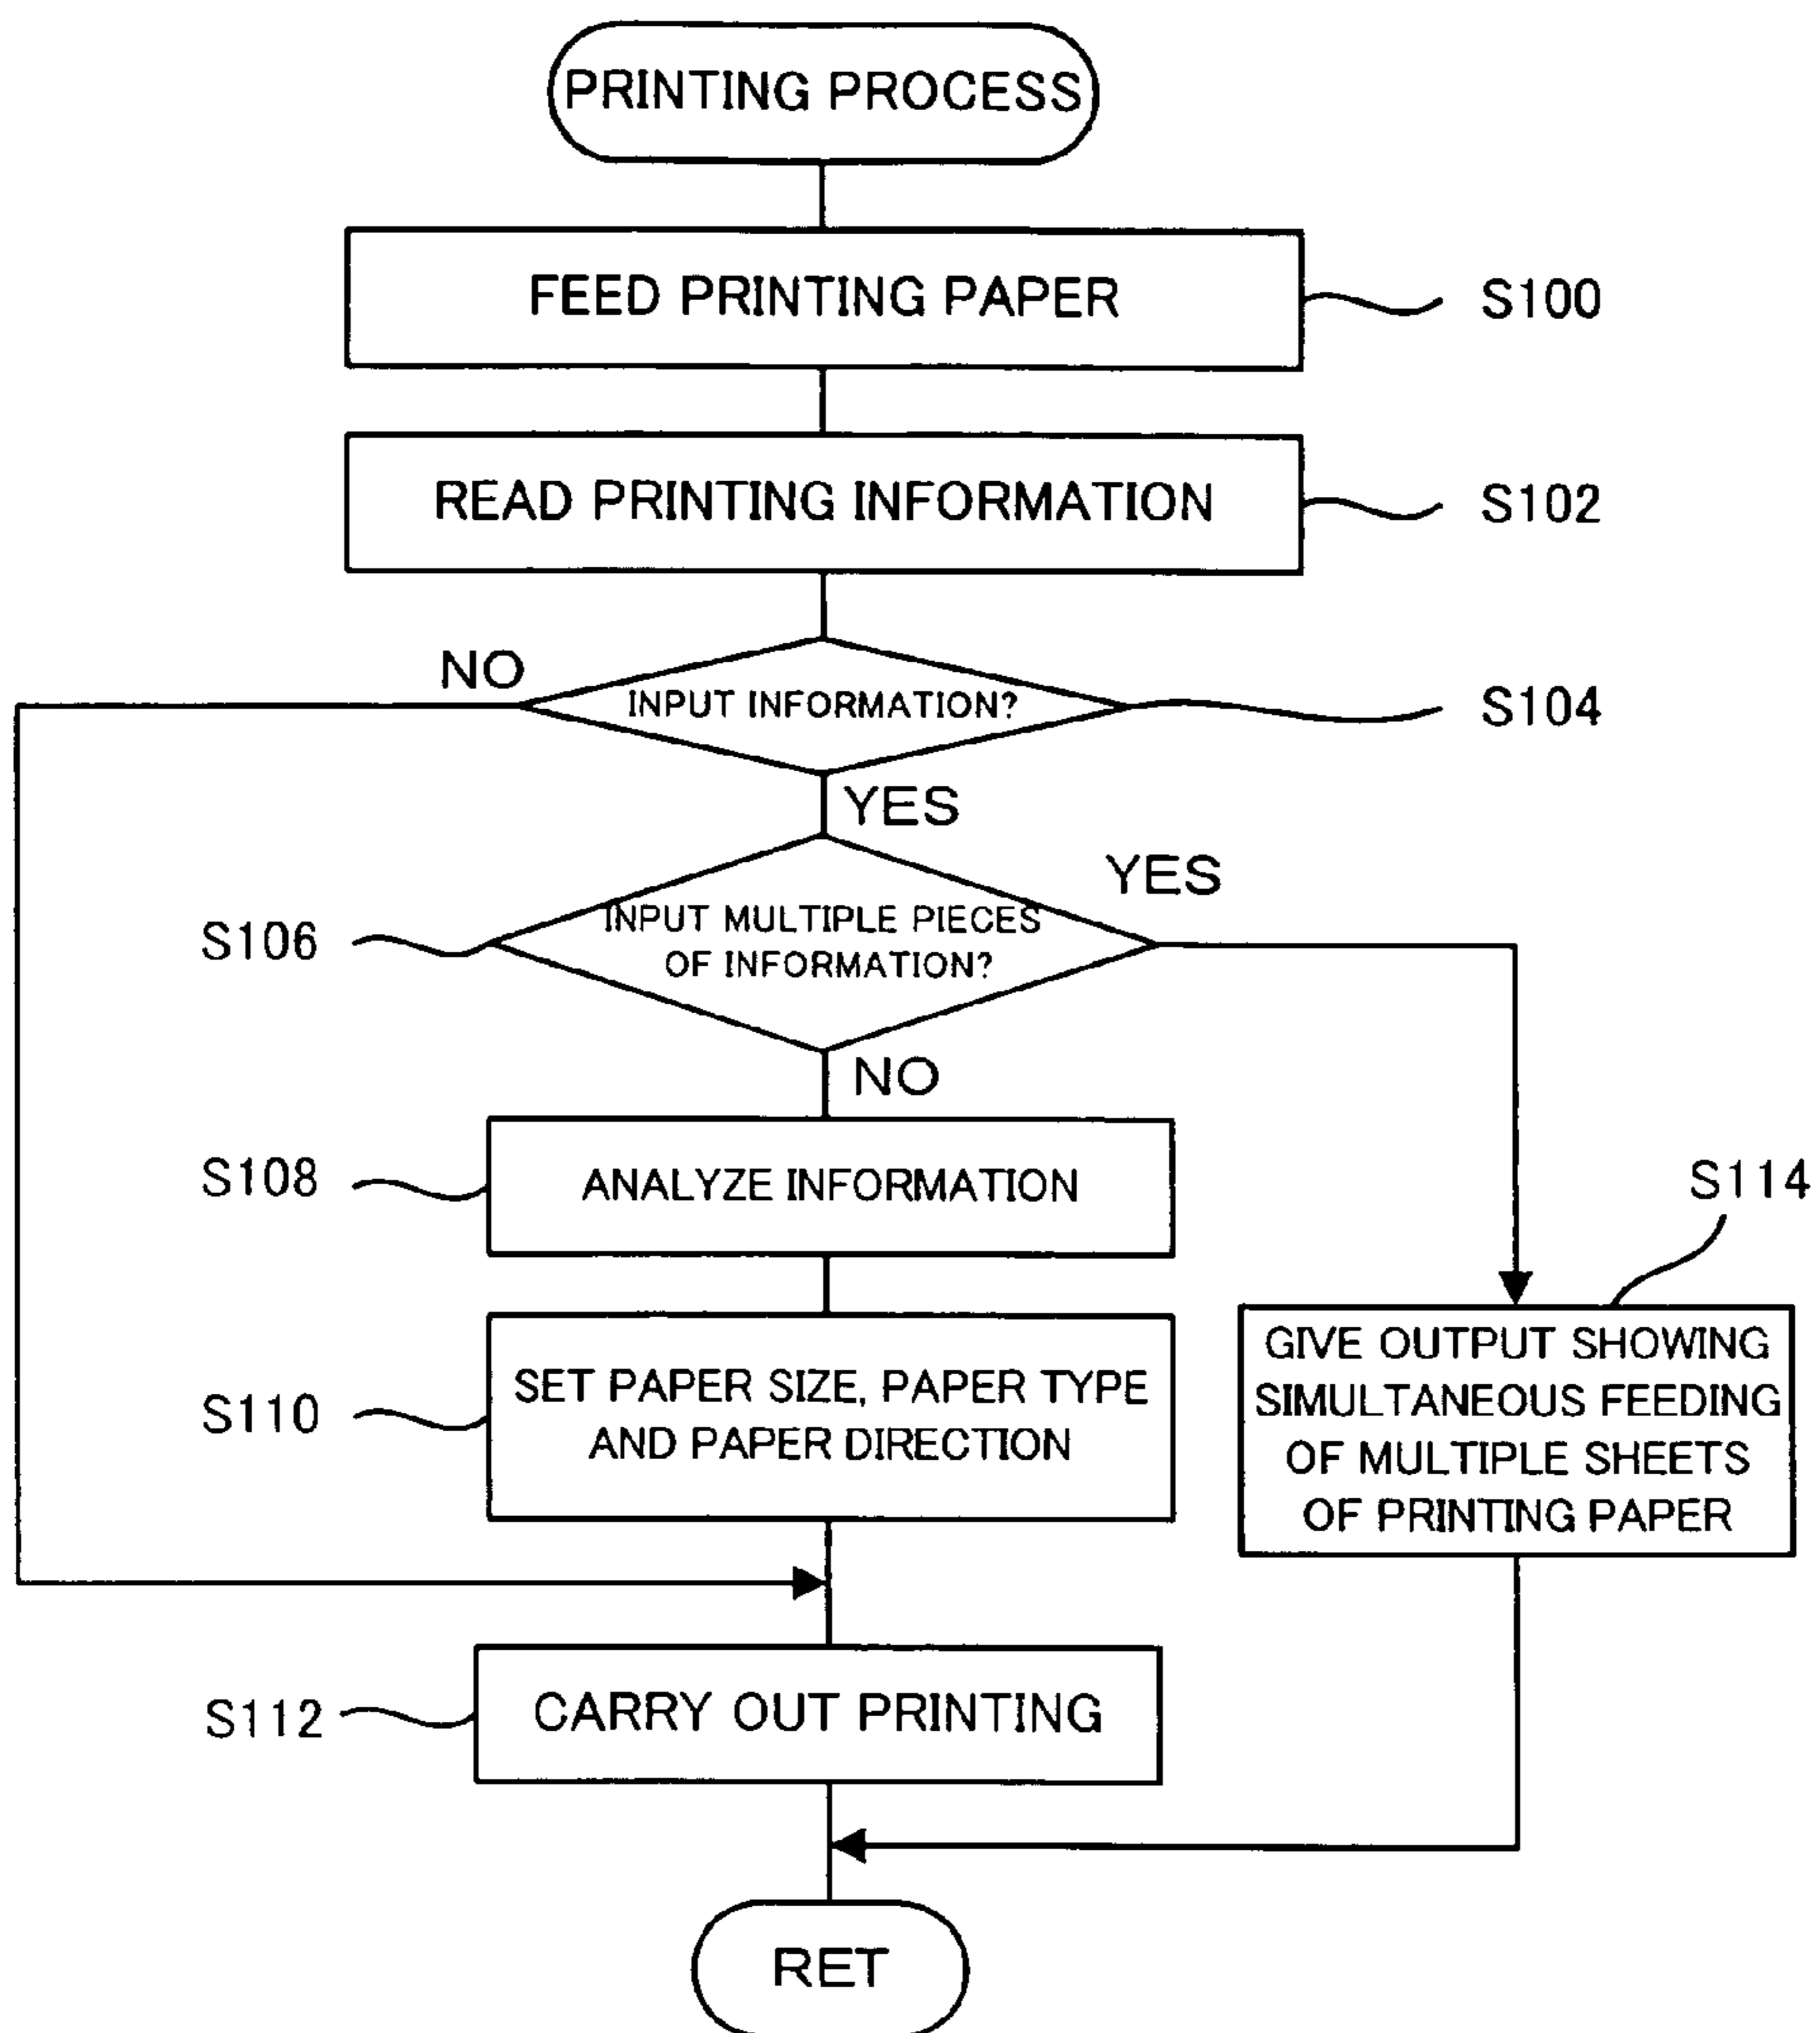 PRINTING PROCESS
FEED PRINTING PAPER
S100
READ PRINTING INFORMATION
S102
NO
INPUT INFORMATION?
S104
YES
YES
S106
INPUT MULTIPLE PIECES
OF INFORMATION?
NO
S108
ANALYZE INFORMATION
S114
S110
SET PAPER SIZE, PAPER TYPE
AND PAPER DIRECTION
GIVE OUTPUT SHOWING
SIMULTANEOUS FEEDING
OF MULTIPLE SHEETS
OF PRINTING PAPER
S112
CARRY OUT PRINTING
RET